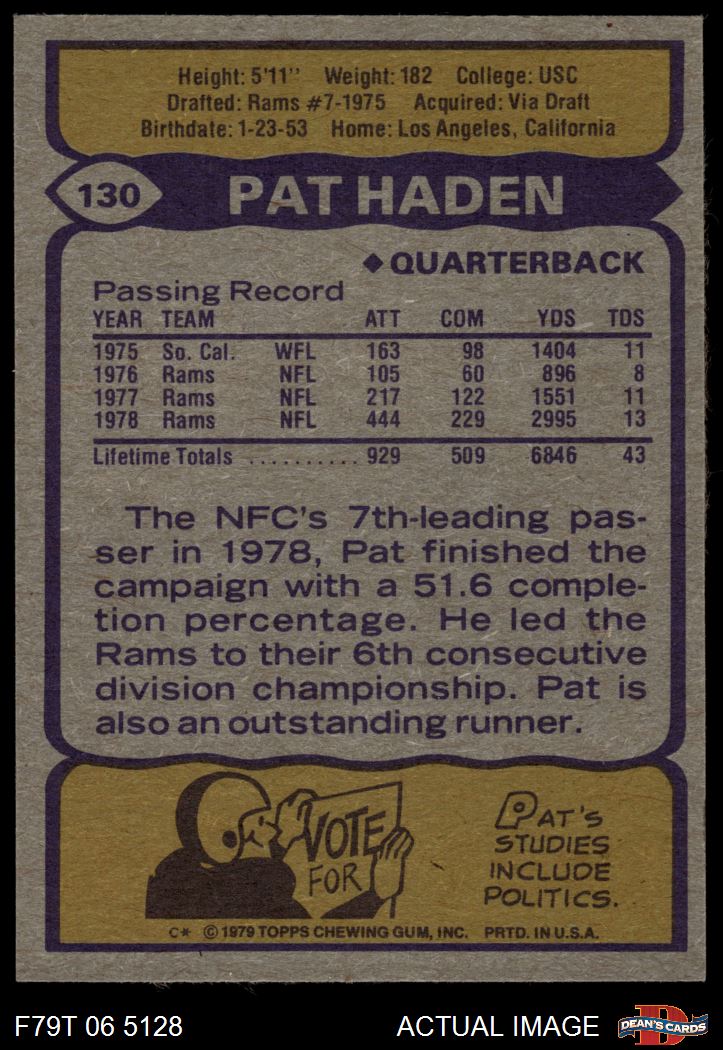 Height: 5'11" Weight: 182 College: USC
Drafted: Rams #7-1975 Acquired: Via Draft
Birthdate: 1-23-53 Home: Los Angeles, California
130 PAT HADEN
◆ QUARTERBACK
Passing Record
YEAR TEAM ATT COM YDS TDS
1975 So. Cal. WFL 163 98 1404 11
1976 Rams NFL 105 60 896 8
1977 Rams NFL 217 122 1551 11
1978 Rams NFL 444 229 2995 13
Lifetime Totals .......... 929 509 6846 43
The NFC's 7th-leading pas-
ser in 1978, Pat finished the
campaign with a 51.6 comple-
tion percentage. He led the
Rams to their 6th consecutive
division championship. Pat is
also an outstanding runner.
VOTE
FOR
PAT'S
STUDIES
INCLUDE
POLITICS.
C* © 1979 TOPPS CHEWING GUM, INC. PRTD. IN U.S.A.
F79T 06 5128 ACTUAL IMAGE D DEAN'S CARDS